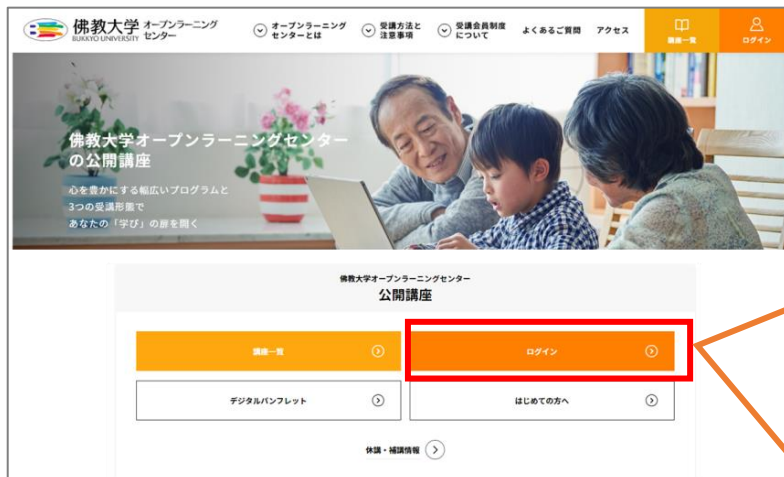 佛教大学
BUKKYO UNIVERSITY
オープンラーニング
センター
オープンラーニング
センターとは
受講方法と
注意事項
受講会員制度
について
よくあるご質問
アクセス
講座一覧
ログイン
佛教大学オープンラーニングセンター
の公開講座
心を豊かにする幅広いプログラムと
3つの受講形態で
あなたの「学び」の扉を開く
佛教大学オープンラーニングセンター
公開講座
講座一覧
ログイン
デジタルパンフレット
はじめての方へ
休講・補講情報